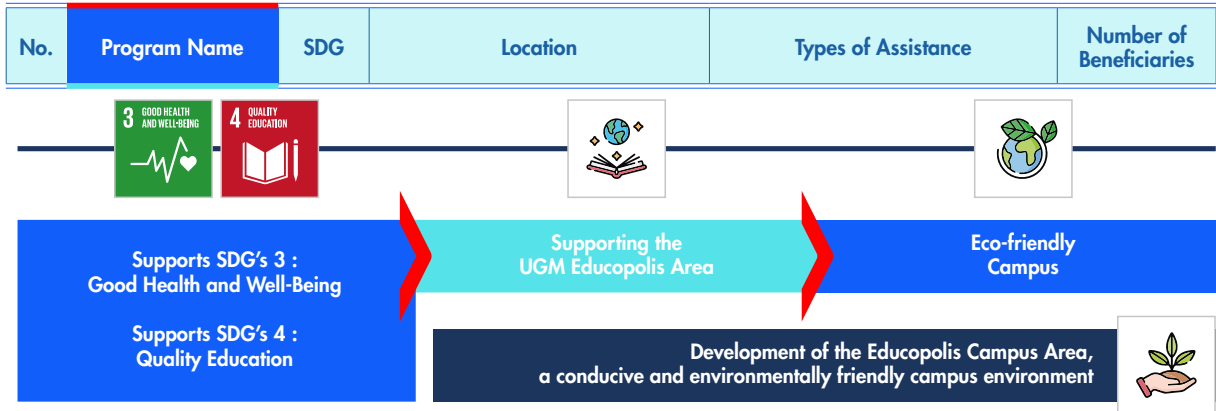 No.
Program Name
SDG
Location
Types of Assistance
Number of
Beneficiaries
3 GOOD HEALTH
AND WELL-BEING
4 QUALITY
EDUCATION
Supports SDG's 3 :
Good Health and Well-Being
Supports SDG's 4 :
Quality Education
Supporting the
UGM Educopolis Area
Eco-friendly
Campus
Development of the Educopolis Campus Area,
a conducive and environmentally friendly campus environment